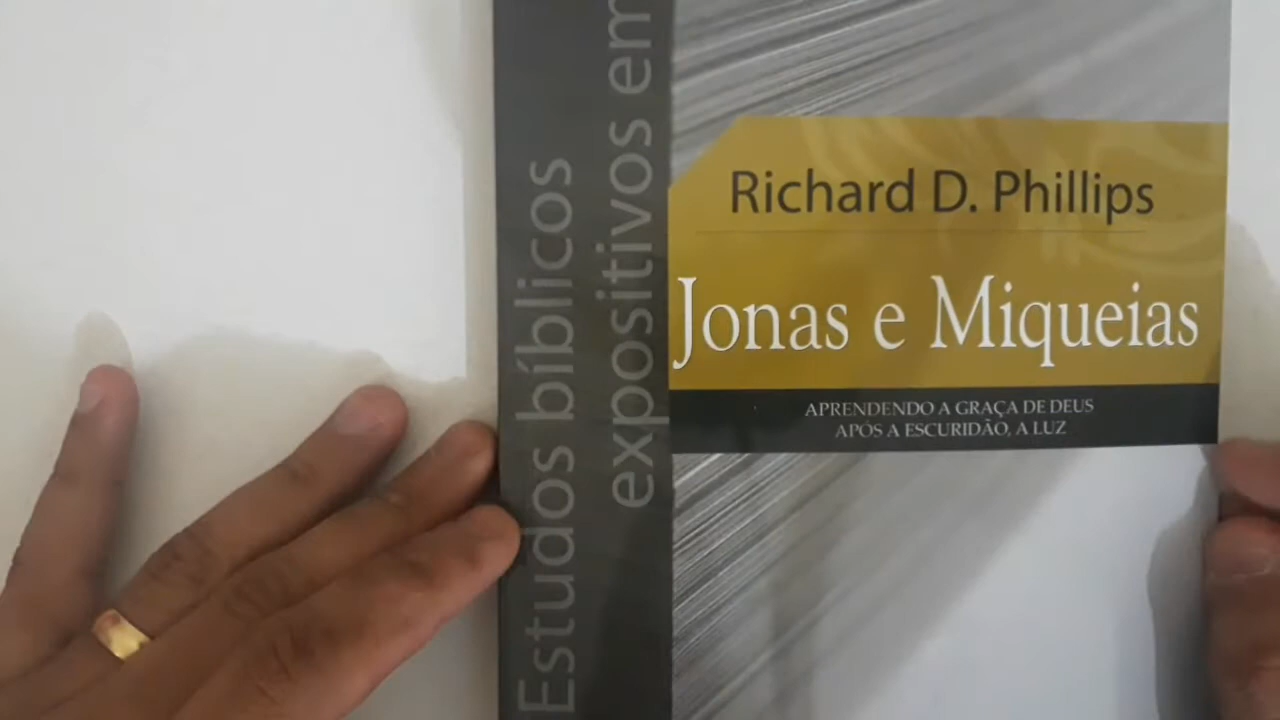 Estudos bíblicos
expositivos em
Richard D. Phillips
Jonas e Miqueias
APRENDENDO A GRAÇA DE DEUS
APÓS A ESCURIDÃO, A LUZ